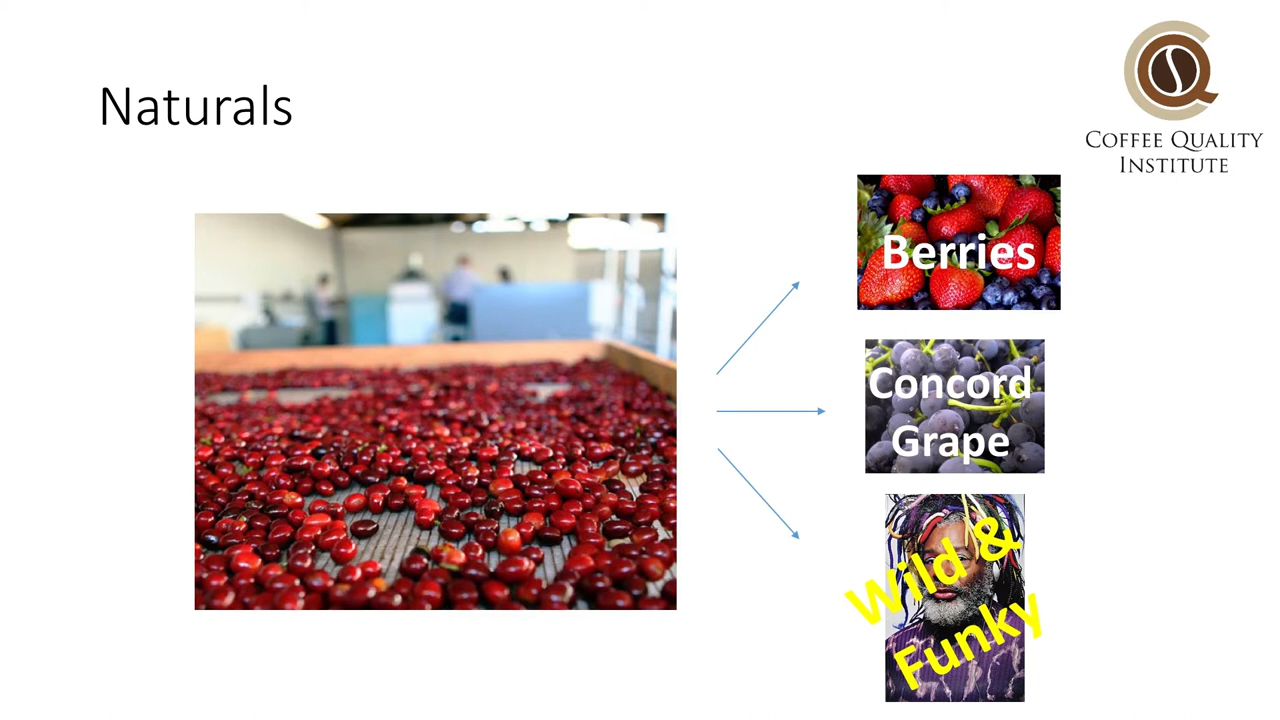 Naturals
COFFEE QUALITY
INSTITUTE
Berries
Concord
Grape
Wild &
Funky